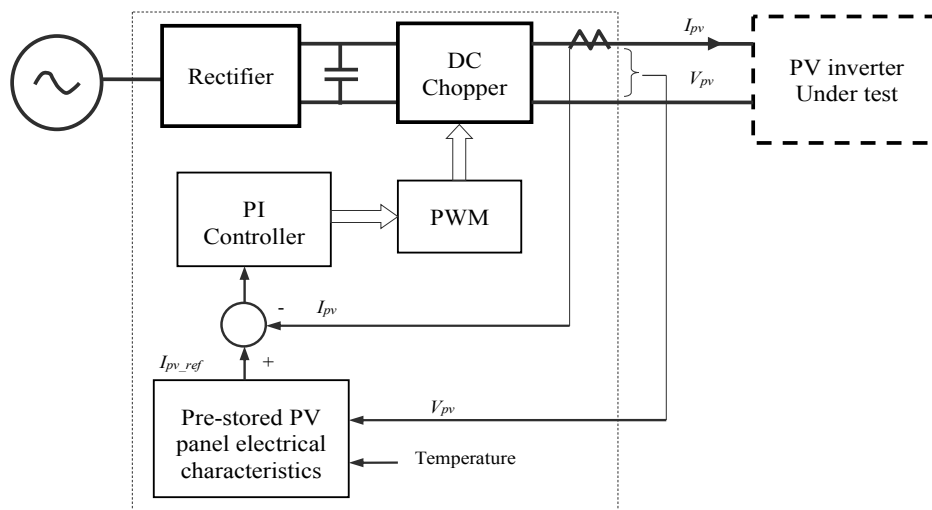 I_pv
Rectifier
DC
Chopper
V_pv
PV inverter
Under test
PI
Controller
PWM
- I_pv
I_pv_ref +
Pre-stored PV
panel electrical
characteristics
V_pv
Temperature